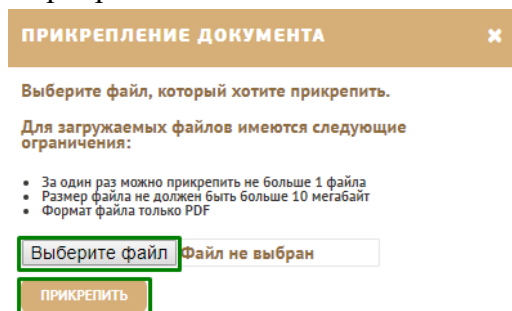 ПРИКРЕПЛЕНИЕ ДОКУМЕНТА
Выберите файл, который хотите прикрепить.
Для загружаемых файлов имеются следующие
ограничения:
За один раз можно прикрепить не больше 1 файла
Размер файла не должен быть больше 10 мегабайт
Формат файла только PDF
Выберите файл Файл не выбран
ПРИКРЕПИТЬ